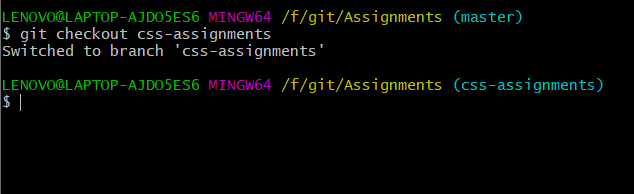 LENOVO@LAPTOP-AJDO5ES6 MINGW64 /f/git/Assignments (master)
$ git checkout css-assignments
Switched to branch 'css-assignments'
LENOVO@LAPTOP-AJDO5ES6 MINGW64 /f/git/Assignments (css-assignments)
$